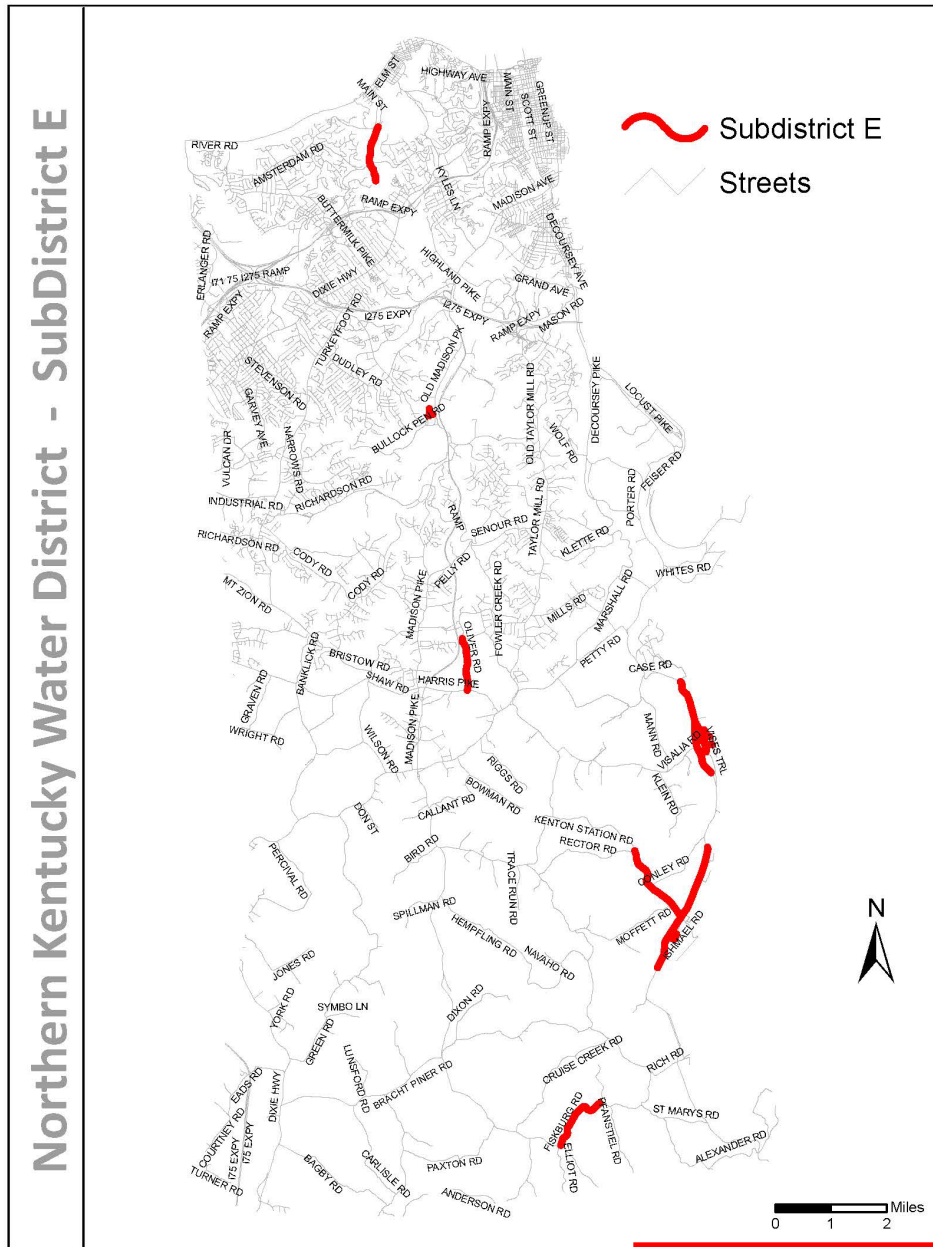 Northern Kentucky Water District - SubDistrict E
Subdistrict E
Streets
ELM ST
MAIN ST
HIGHWAY AVE
MAIN ST
SCOTT ST
GREENUP ST
RAMP EXPY
RIVER RD
AMSTERDAM RD
KYLES LN
MADISON AVE
RAMP EXPY
BUTTERMILK PIKE
DECOURSEY AVE
ERLANGER RD
I71 75 I275 RAMP
HIGHLAND PIKE
GRAND AVE
DIXIE HWY
RAMP EXPY
I275 EXPY
I275 EXPY
RAMP EXPY
MASON RD
TURKEYFOOT RD
DUDLEY RD
OLD MADISON PK
STEVENSON RD
OLD TAYLOR MILL RD
DECOURSEY PIKE
LOCUST PIKE
GARVEY AVE
BULLOCK PEN RD
WOLF RD
VULCAN DR
NARROWS RD
FEISER RD
INDUSTRIAL RD
RICHARDSON RD
PORTER RD
RAMP
SENOUR RD
TAYLOR MILL RD
RICHARDSON RD
CODY RD
KLETTE RD
WHITES RD
CODY RD
PELLY RD
MT ZION RD
MADISON PIKE
FOWLER CREEK RD
MILLS RD
MARSHALL RD
OLIVER RD
BANKLICK RD
BRISTOW RD
PETTY RD
CASE RD
SHAW RD
HARRIS PIKE
GRAVEN RD
WRIGHT RD
MADISON PIKE
WILSON RD
MANN RD
VISALIA RD
VISES TRL
RIGGS RD
BOWMAN RD
KLEIN RD
CALLANT RD
DON ST
KENTON STATION RD
RECTOR RD
BIRD RD
PERCIVAL RD
TRACE RUN RD
CONLEY RD
SPILLMAN RD
MOFFETT RD
HEMPFLING RD
ISHMAEL RD
N
NAVAHO RD
JONES RD
YORK RD
SYMBO LN
DIXON RD
GREEN RD
CRUISE CREEK RD
RICH RD
LUNSFORD RD
EADS RD
DIXIE HWY
BRACHT PINER RD
FISKBURG RD
PFANSTIEL RD
ST MARYS RD
COURTNEY RD
I75 EXPY
I75 EXPY
ELLIOT RD
ALEXANDER RD
TURNER RD
BAGBY RD
CARLISLE RD
PAXTON RD
ANDERSON RD
Miles
0 1 2